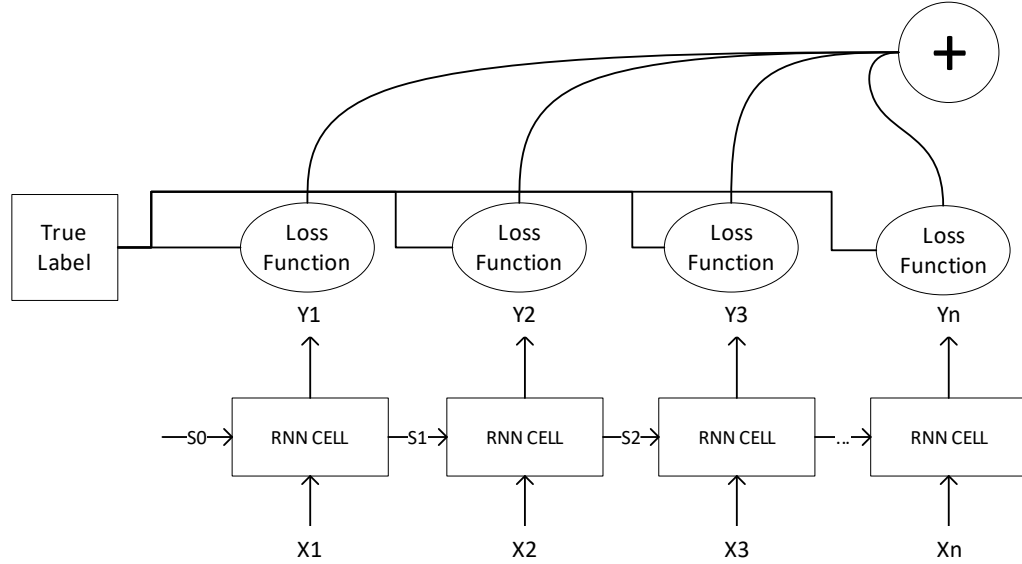 +
True
Label
Loss
Function
Loss
Function
Loss
Function
Loss
Function
Y1
Y2
Y3
Yn
S0
RNN CELL
S1
RNN CELL
S2
RNN CELL
...
RNN CELL
X1
X2
X3
Xn